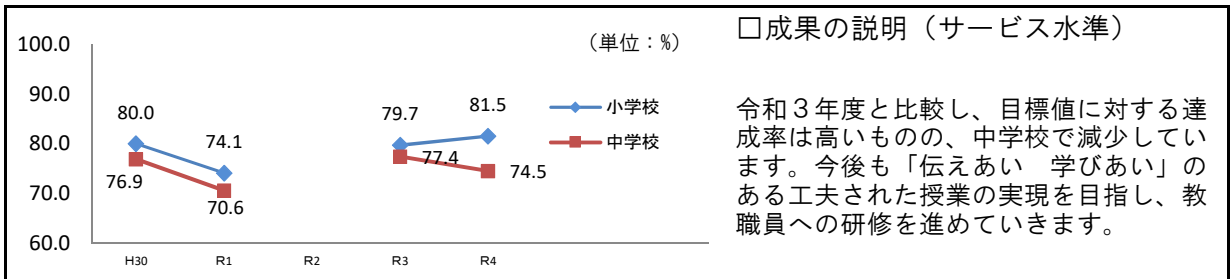 100.0
90.0
80.0
70.0
60.0
（単位：%）
80.0
74.1
79.7
81.5
76.9
70.6
77.4
74.5
小学校
中学校
H30
R1
R2
R3
R4
□成果の説明（サービス水準）
令和３年度と比較し、目標値に対する達
成率は高いものの、中学校で減少してい
ます。今後も「伝えあい　学びあい」の
ある工夫された授業の実現を目指し、教
職員への研修を進めていきます。